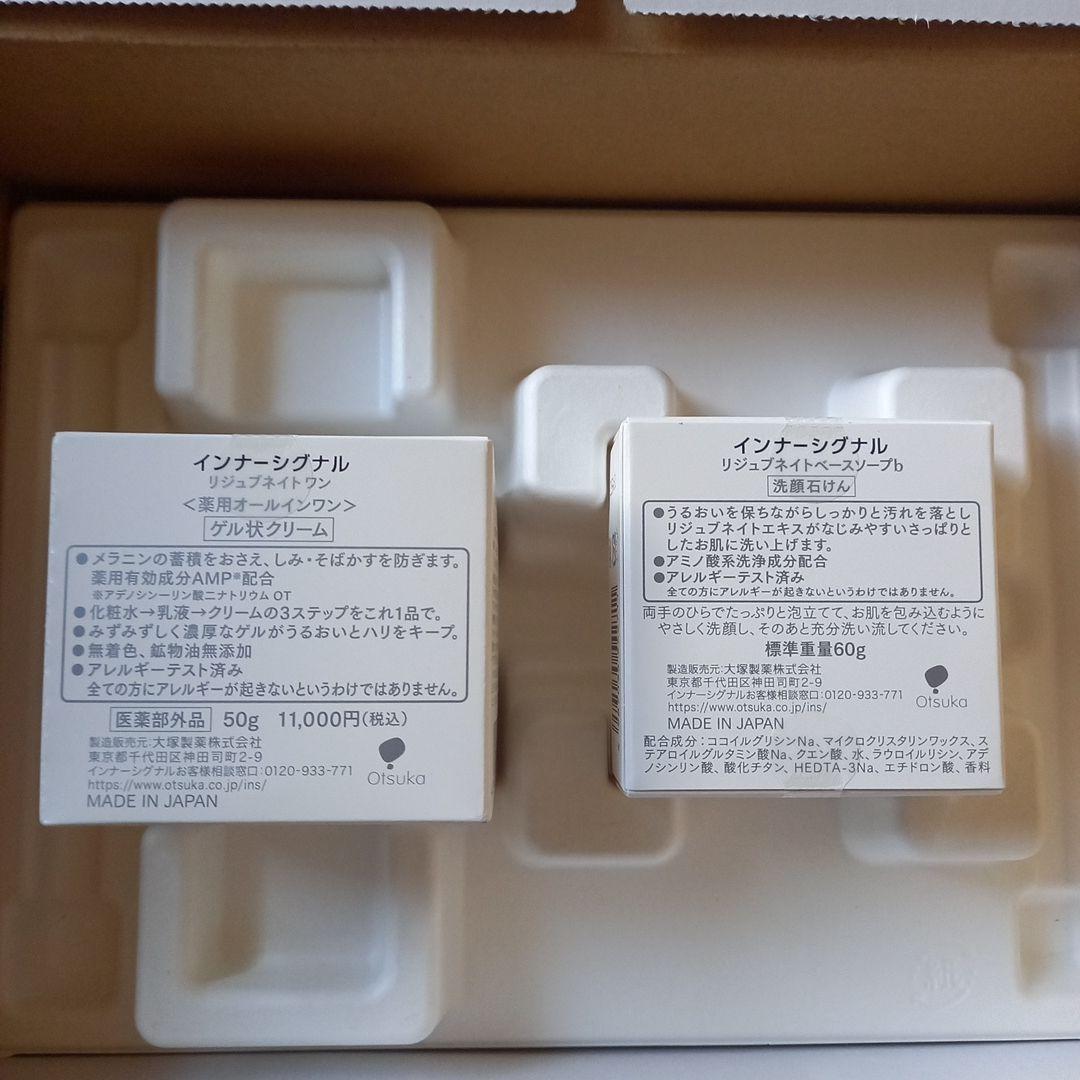 インナーシグナル
リジュブネイト ワン
<薬用オールインワン>
ゲル状クリーム
●メラニンの蓄積をおさえ、しみ・そばかすを防ぎます。
薬用有効成分AMP※配合
※アデノシン一リン酸二ナトリウム OT
●化粧水→乳液→クリームの3ステップをこれ1品で。
●みずみずしく濃厚なゲルがうるおいとハリをキープ。
●無着色、鉱物油無添加
●アレルギーテスト済み
全ての方にアレルギーが起きないというわけではありません。
医薬部外品 50g 11,000円(税込)
製造販売元:大塚製薬株式会社
東京都千代田区神田司町2-9
インナーシグナルお客様相談窓口:0120-933-771
https://www.otsuka.co.jp/ins/
MADE IN JAPAN
Otsuka
インナーシグナル
リジュブネイトベースソープb
洗顔石けん
●うるおいを保ちながらしっかりと汚れを落とし
リジュブネイトエキスがなじみやすいさっぱりと
したお肌に洗い上げます。
●アミノ酸系洗浄成分配合
●アレルギーテスト済み
全ての方にアレルギーが起きないというわけではありません。
両手のひらでたっぷりと泡立てて、お肌を包み込むように
やさしく洗顔し、そのあと充分洗い流してください。
標準重量60g
製造販売元:大塚製薬株式会社
東京都千代田区神田司町2-9
インナーシグナルお客様相談窓口:0120-933-771
https://www.otsuka.co.jp/ins/
MADE IN JAPAN
Otsuka
配合成分:ココイルグリシンNa、マイクロクリスタリンワックス、ス
テアロイルグルタミン酸Na、クエン酸、水、ラウロイルリシン、アデ
ノシンリン酸、酸化チタン、HEDTA-3Na、エチドロン酸、香料